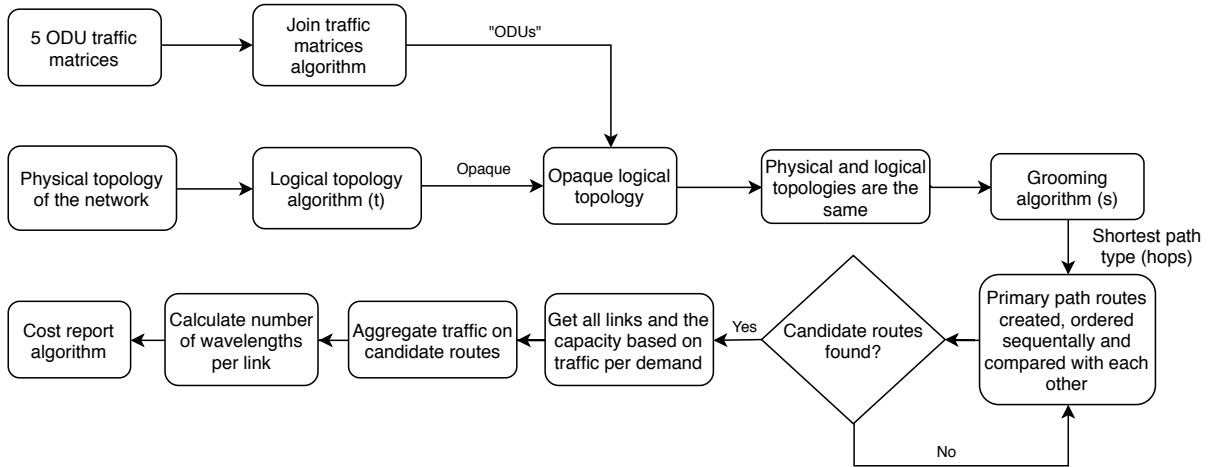 5 ODU traffic
matrices
Join traffic
matrices
algorithm
"ODUs"
Physical topology
of the network
Logical topology
algorithm (t)
Opaque
Opaque logical
topology
Physical and logical
topologies are the
same
Grooming
algorithm (s)
Shortest path
type (hops)
Primary path routes
created, ordered
sequentally and
compared with each
other
Candidate routes
found?
No
Yes
Get all links and the
capacity based on
traffic per demand
Aggregate traffic on
candidate routes
Calculate number
of wavelengths
per link
Cost report
algorithm